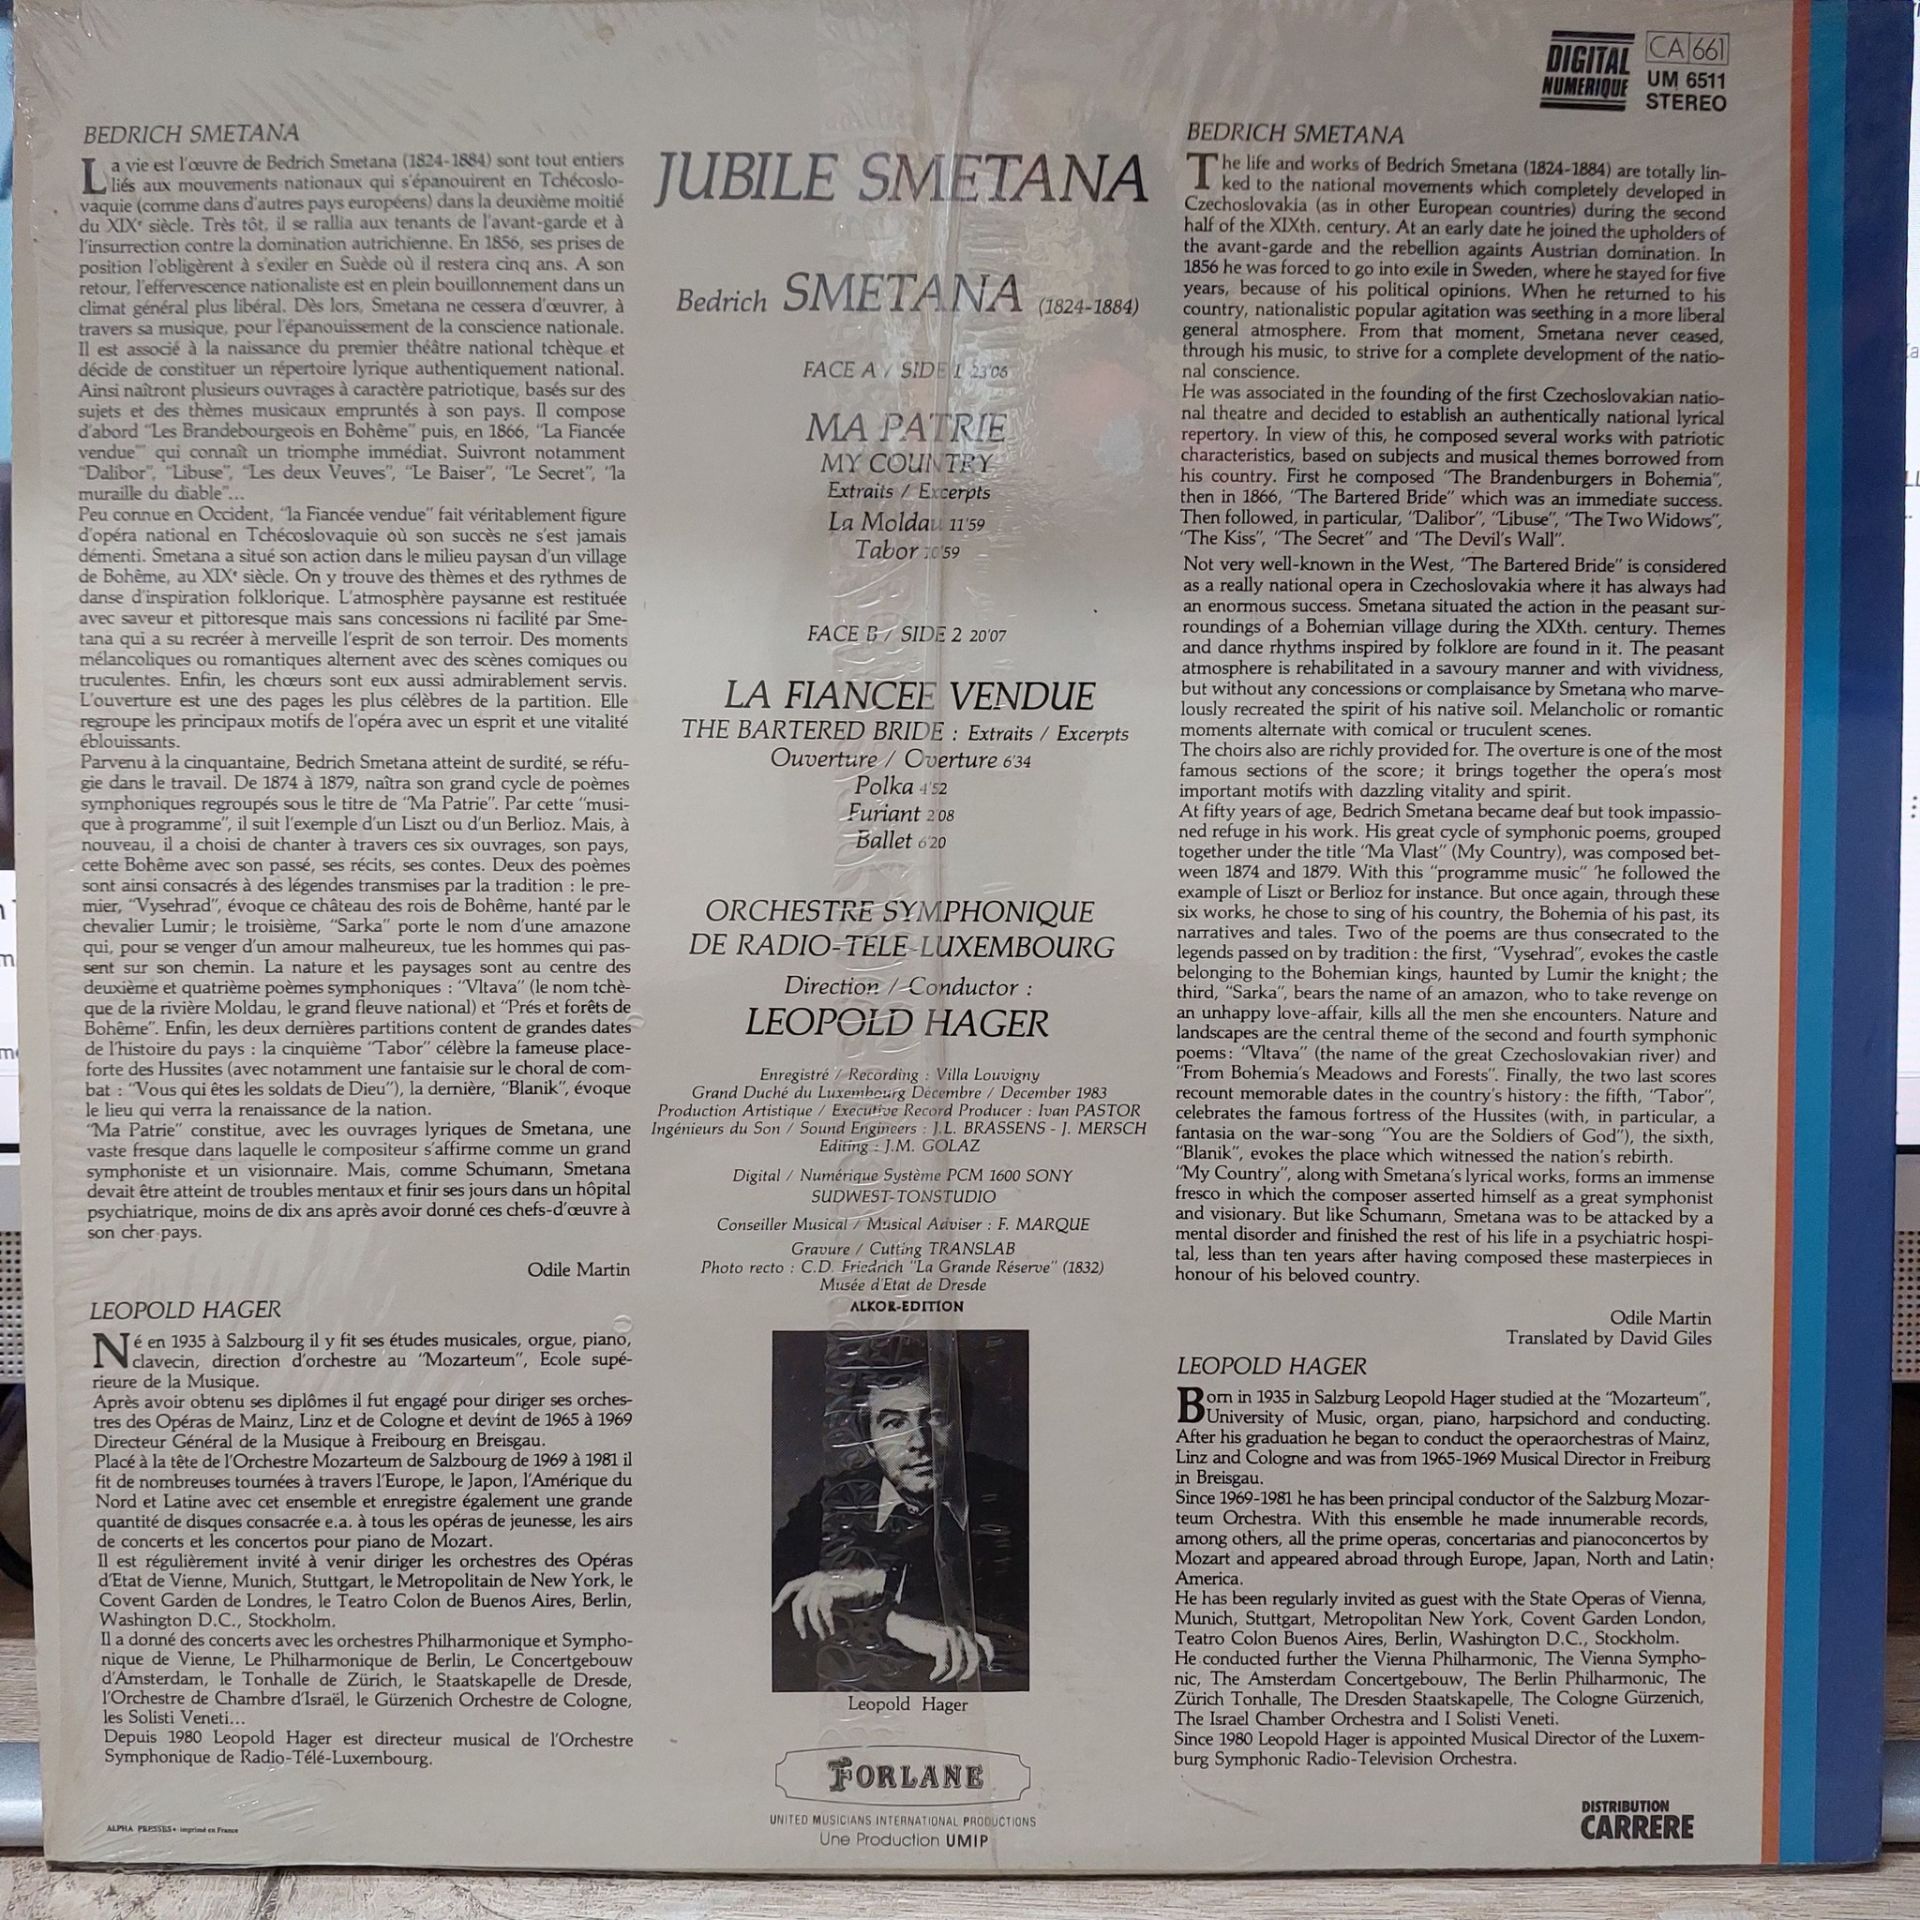 DIGITAL
NUMERIQUE
CA 661
UM 6511
STEREO
BEDRICH SMETANA
La vie est l'œuvre de Bedrich Smetana (1824-1884) sont tout entiers
liés aux mouvements nationaux qui s'épanouirent en Tchécoslo-
vaquie (comme dans d'autres pays européens) dans la deuxième moitié
du XIXe siècle. Très tôt, il se rallia aux tenants de l'avant-garde et à
l'insurrection contre la domination autrichienne. En 1856, ses prises de
position l'obligèrent à s'exiler en Suède où il restera cinq ans. A son
retour, l'effervescence nationaliste est en plein bouillonnement dans un
climat général plus libéral. Dès lors, Smetana ne cessera d'œuvrer, à
travers sa musique, pour l'épanouissement de la conscience nationale.
Il est associé à la naissance du premier théâtre national tchèque et
décide de constituer un répertoire lyrique authentiquement national.
Ainsi naîtront plusieurs ouvrages à caractère patriotique, basés sur des
sujets et des thèmes musicaux empruntés à son pays. Il compose
d'abord "Les Brandebourgeois en Bohême" puis, en 1866, "La Fiancée
vendue" qui connaît un triomphe immédiat. Suivront notamment
"Dalibor", "Libuse", "Les deux Veuves", "Le Baiser", "Le Secret", "la
muraille du diable"...
Peu connue en Occident, "la Fiancée vendue" fait véritablement figure
d'opéra national en Tchécoslovaquie où son succès ne s'est jamais
démenti. Smetana a situé son action dans le milieu paysan d'un village
de Bohême, au XIXe siècle. On y trouve des thèmes et des rythmes de
danse d'inspiration folklorique. L'atmosphère paysanne est restituée
avec saveur et pittoresque mais sans concessions ni facilité par Sme-
tana qui a su recréer à merveille l'esprit de son terroir. Des moments
mélancoliques ou romantiques alternent avec des scènes comiques ou
truculentes. Enfin, les chœurs sont eux aussi admirablement servis.
L'ouverture est une des pages les plus célèbres de la partition. Elle
regroupe les principaux motifs de l'opéra avec un esprit et une vitalité
éblouissants.
Parvenu à la cinquantaine, Bedrich Smetana atteint de surdité, se réfu-
gie dans le travail. De 1874 à 1879, naîtra son grand cycle de poèmes
symphoniques regroupés sous le titre de "Ma Patrie". Par cette "musi-
que à programme", il suit l'exemple d'un Liszt ou d'un Berlioz. Mais, à
nouveau, il a choisi de chanter à travers ces six ouvrages, son pays,
cette Bohême avec son passé, ses récits, ses contes. Deux des poèmes
sont ainsi consacrés à des légendes transmises par la tradition : le pre-
mier, "Vysehrad", évoque ce château des rois de Bohême, hanté par le
chevalier Lumir ; le troisième, "Sarka" porte le nom d'une amazone
qui, pour se venger d'un amour malheureux, tue les hommes qui pas-
sent sur son chemin. La nature et les paysages sont au centre des
deuxième et quatrième poèmes symphoniques : "Vltava" (le nom tchè-
que de la rivière Moldau, le grand fleuve national) et "Prés et forêts de
Bohême". Enfin, les deux dernières partitions content de grandes dates
de l'histoire du pays : la cinquième "Tabor" célèbre la fameuse place-
forte des Hussites (avec notamment une fantaisie sur le choral de com-
bat : "Vous qui êtes les soldats de Dieu"), la dernière, "Blanik", évoque
le lieu qui verra la renaissance de la nation.
"Ma Patrie" constitue, avec les ouvrages lyriques de Smetana, une
vaste fresque dans laquelle le compositeur s'affirme comme un grand
symphoniste et un visionnaire. Mais, comme Schumann, Smetana
devait être atteint de troubles mentaux et finir ses jours dans un hôpital
psychiatrique, moins de dix ans après avoir donné ces chefs-d'œuvre à
son cher pays.
Odile Martin
LEOPOLD HAGER
Né en 1935 à Salzbourg il y fit ses études musicales, orgue, piano,
clavecin, direction d'orchestre au "Mozarteum", Ecole supé-
rieure de la Musique.
Après avoir obtenu ses diplômes il fut engagé pour diriger ses orches-
tres des Opéras de Mainz, Linz et de Cologne et devint de 1965 à 1969
Directeur Général de la Musique à Freibourg en Breisgau.
Placé à la tête de l'Orchestre Mozarteum de Salzbourg de 1969 à 1981 il
fit de nombreuses tournées à travers l'Europe, le Japon, l'Amérique du
Nord et Latine avec cet ensemble et enregistre également une grande
quantité de disques consacrée e.a. à tous les opéras de jeunesse, les airs
de concerts et les concertos pour piano de Mozart.
Il est régulièrement invité à venir diriger les orchestres des Opéras
d'Etat de Vienne, Munich, Stuttgart, le Metropolitain de New York, le
Covent Garden de Londres, le Teatro Colon de Buenos Aires, Berlin,
Washington D.C., Stockholm.
Il a donné des concerts avec les orchestres Philharmonique et Sympho-
nique de Vienne, Le Philharmonique de Berlin, Le Concertgebouw
d'Amsterdam, le Tonhalle de Zürich, le Staatskapelle de Dresde,
l'Orchestre de Chambre d'Israël, le Gürzenich Orchestre de Cologne,
les Solisti Veneti...
Depuis 1980 Leopold Hager est directeur musical de l'Orchestre
Symphonique de Radio-Télé-Luxembourg.
ALPHA PRESSES • imprimé en France
JUBILE SMETANA
Bedrich SMETANA (1824-1884)
FACE A / SIDE 1 23'06
MA PATRIE
MY COUNTRY
Extraits / Excerpts
La Moldau 11'59
Tabor 10'59
FACE B / SIDE 2 20'07
LA FIANCEE VENDUE
THE BARTERED BRIDE : Extraits / Excerpts
Ouverture / Overture 6'34
Polka 4'52
Furiant 2'08
Ballet 6'20
ORCHESTRE SYMPHONIQUE
DE RADIO-TELE-LUXEMBOURG
Direction / Conductor :
LEOPOLD HAGER
Enregistré / Recording : Villa Louvigny
Grand Duché du Luxembourg Décembre / December 1983
Production Artistique / Executive Record Producer : Ivan PASTOR
Ingénieurs du Son / Sound Engineers : J.L. BRASSENS - J. MERSCH
Editing : J.M. GOLAZ
Digital / Numérique Système PCM 1600 SONY
SUDWEST-TONSTUDIO
Conseiller Musical / Musical Adviser : F. MARQUE
Gravure / Cutting TRANSLAB
Photo recto : C.D. Friedrich "La Grande Réserve" (1832)
Musée d'Etat de Dresde
ALKOR-EDITION
Leopold Hager
FORLANE
UNITED MUSICIANS INTERNATIONAL PRODUCTIONS
Une Production UMIP
BEDRICH SMETANA
The life and works of Bedrich Smetana (1824-1884) are totally lin-
ked to the national movements which completely developed in
Czechoslovakia (as in other European countries) during the second
half of the XIXth. century. At an early date he joined the upholders of
the avant-garde and the rebellion againts Austrian domination. In
1856 he was forced to go into exile in Sweden, where he stayed for five
years, because of his political opinions. When he returned to his
country, nationalistic popular agitation was seething in a more liberal
general atmosphere. From that moment, Smetana never ceased,
through his music, to strive for a complete development of the natio-
nal conscience.
He was associated in the founding of the first Czechoslovakian natio-
nal theatre and decided to establish an authentically national lyrical
repertory. In view of this, he composed several works with patriotic
characteristics, based on subjects and musical themes borrowed from
his country. First he composed "The Brandenburgers in Bohemia",
then in 1866, "The Bartered Bride" which was an immediate success.
Then followed, in particular, "Dalibor", "Libuse", "The Two Widows",
"The Kiss", "The Secret" and "The Devil's Wall".
Not very well-known in the West, "The Bartered Bride" is considered
as a really national opera in Czechoslovakia where it has always had
an enormous success. Smetana situated the action in the peasant sur-
roundings of a Bohemian village during the XIXth. century. Themes
and dance rhythms inspired by folklore are found in it. The peasant
atmosphere is rehabilitated in a savoury manner and with vividness,
but without any concessions or complaisance by Smetana who marve-
lously recreated the spirit of his native soil. Melancholic or romantic
moments alternate with comical or truculent scenes.
The choirs also are richly provided for. The overture is one of the most
famous sections of the score ; it brings together the opera's most
important motifs with dazzling vitality and spirit.
At fifty years of age, Bedrich Smetana became deaf but took impassio-
ned refuge in his work. His great cycle of symphonic poems, grouped
together under the title "Ma Vlast" (My Country), was composed bet-
ween 1874 and 1879. With this "programme music" he followed the
example of Liszt or Berlioz for instance. But once again, through these
six works, he chose to sing of his country, the Bohemia of his past, its
narratives and tales. Two of the poems are thus consecrated to the
legends passed on by tradition : the first, "Vysehrad", evokes the castle
belonging to the Bohemian kings, haunted by Lumir the knight ; the
third, "Sarka", bears the name of an amazon, who to take revenge on
an unhappy love-affair, kills all the men she encounters. Nature and
landscapes are the central theme of the second and fourth symphonic
poems : "Vltava" (the name of the great Czechoslovakian river) and
"From Bohemia's Meadows and Forests". Finally, the two last scores
recount memorable dates in the country's history : the fifth, "Tabor",
celebrates the famous fortress of the Hussites (with, in particular, a
fantasia on the war-song "You are the Soldiers of God"), the sixth,
"Blanik", evokes the place which witnessed the nation's rebirth.
"My Country", along with Smetana's lyrical works, forms an immense
fresco in which the composer asserted himself as a great symphonist
and visionary. But like Schumann, Smetana was to be attacked by a
mental disorder and finished the rest of his life in a psychiatric hospi-
tal, less than ten years after having composed these masterpieces in
honour of his beloved country.
Odile Martin
Translated by David Giles
LEOPOLD HAGER
Born in 1935 in Salzburg Leopold Hager studied at the "Mozarteum",
University of Music, organ, piano, harpsichord and conducting.
After his graduation he began to conduct the operaorchestras of Mainz,
Linz and Cologne and was from 1965-1969 Musical Director in Freiburg
in Breisgau.
Since 1969-1981 he has been principal conductor of the Salzburg Mozar-
teum Orchestra. With this ensemble he made innumerable records,
among others, all the prime operas, concertarias and pianoconcertos by
Mozart and appeared abroad through Europe, Japan, North and Latin
America.
He has been regularly invited as guest with the State Operas of Vienna,
Munich, Stuttgart, Metropolitan New York, Covent Garden London,
Teatro Colon Buenos Aires, Berlin, Washington D.C., Stockholm.
He conducted further the Vienna Philharmonic, The Vienna Sympho-
nic, The Amsterdam Concertgebouw, The Berlin Philharmonic, The
Zürich Tonhalle, The Dresden Staatskapelle, The Cologne Gürzenich,
The Israel Chamber Orchestra and I Solisti Veneti.
Since 1980 Leopold Hager is appointed Musical Director of the Luxem-
burg Symphonic Radio-Television Orchestra.
DISTRIBUTION
CARRERE